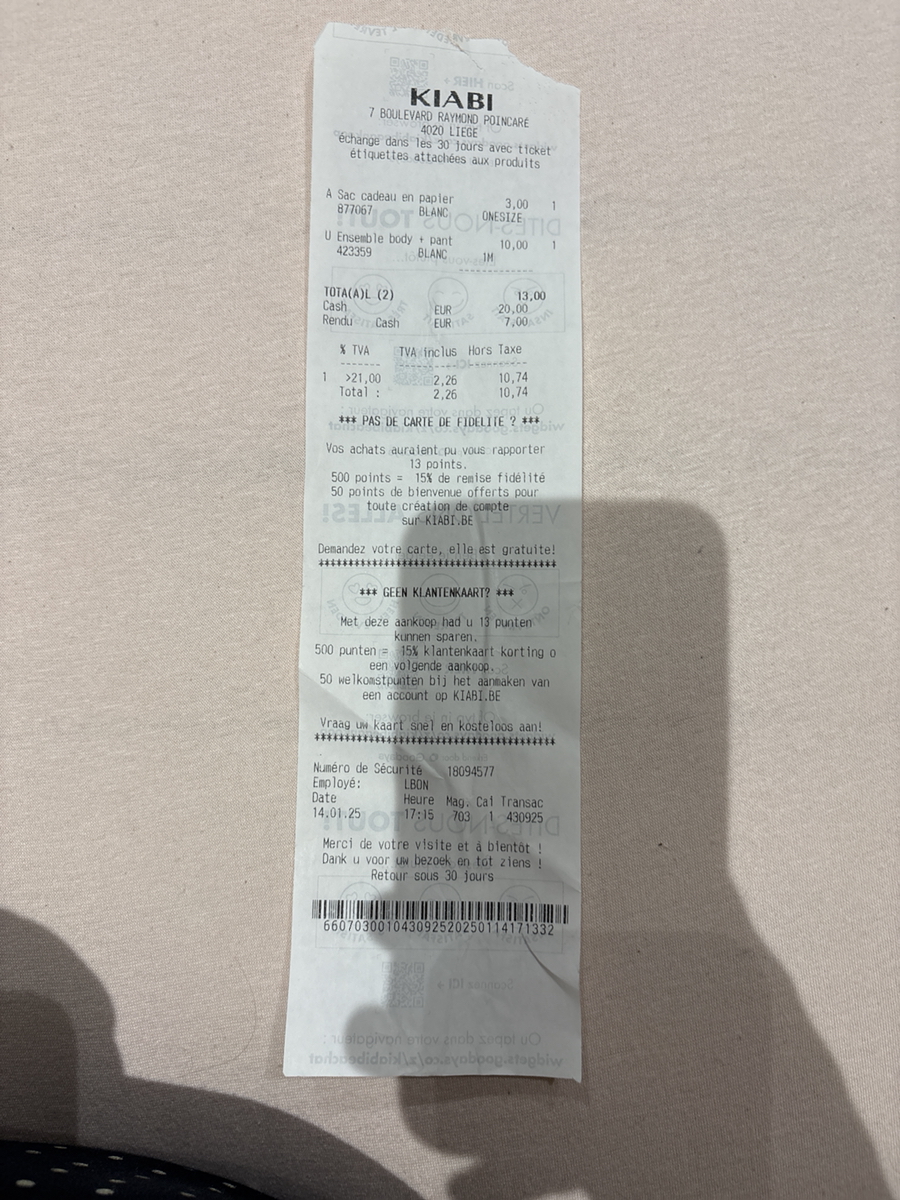 KIABI
7 BOULEVARD RAYMOND POINCARÉ
4020 LIEGE
échange dans les 30 jours avec ticket
étiquettes attachées aux produits
A Sac cadeau en papier 3,00 1
877067 BLANC ONESIZE
U Ensemble body + pant 10,00 1
423359 BLANC 1M
TOTA(A)L (2) 13,00
Cash EUR 20,00
Rendu Cash EUR 7,00
% TVA TVA inclus Hors Taxe
1 >21,00 2,26 10,74
Total : 2,26 10,74
*** PAS DE CARTE DE FIDELITE ? ***
Vos achats auraient pu vous rapporter
13 points.
500 points = 15% de remise fidélité
50 points de bienvenue offerts pour
toute création de compte
sur KIABI.BE
Demandez votre carte, elle est gratuite!
****************************************
*** GEEN KLANTENKAART? ***
Met deze aankoop had u 13 punten
kunnen sparen.
500 punten = 15% klantenkaart korting o
een volgende aankoop.
50 welkomstpunten bij het aanmaken van
een account op KIABI.BE
Vraag uw kaart snel en kosteloos aan!
****************************************
Numéro de Sécurité 18094577
Employé: LBON
Date Heure Mag. Cai Transac
14.01.25 17:15 703 1 430925
Merci de votre visite et à bientôt !
Dank u voor uw bezoek en tot ziens !
Retour sous 30 jours
660703001043092520250114171332